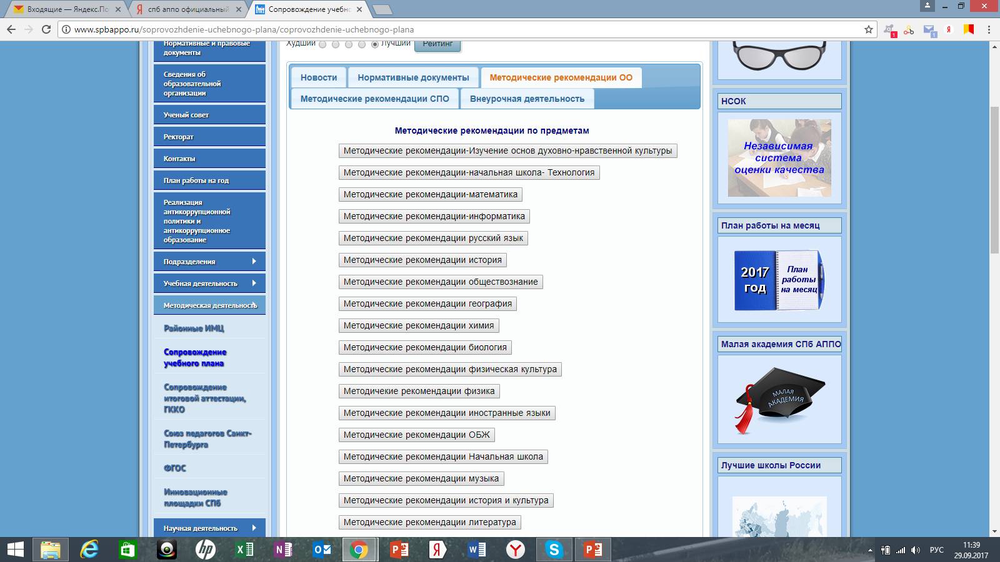 Входящие — Яндекс.По
спб аппо официальный
Сопровождение учебно
www.spbappo.ru/soprovozhdenie-uchebnogo-plana/coprovozhdenie-uchebnogo-plana
1
1
Я
Нормативные и правовые
документы
Сведения об
образовательной
организации
Ученый совет
Ректорат
Контакты
План работы на год
Реализация
антикоррупционной
политики и
антикоррупционное
образование
Подразделения
Учебная деятельность
Методическая деятельность
Районные ИМЦ
Сопровождение
учебного плана
Сопровождение
итоговой аттестации,
ГККО
Союз педагогов Санкт-
Петербурга
ФГОС
Инновационные
площадки СПб
Научная деятельность
Худший Лучший Рейтинг
Новости Нормативные документы Методические рекомендации ОО
Методические рекомендации СПО Внеурочная деятельность
Методические рекомендации по предметам
Методические рекомендации-Изучение основ духовно-нравственной культуры
Методические рекомендации-начальная школа- Технология
Методические рекомендации-математика
Методические рекомендации-информатика
Методические рекомендации русский язык
Методические рекомендации история
Методические рекомендации обществознание
Методические рекомендации география
Методические рекомендации химия
Методические рекомендации биология
Методические рекомендации физическая культура
Методичекие рекомендации физика
Методические рекомендации иностранные языки
Методические рекомендации ОБЖ
Методические рекомендации Начальная школа
Методические рекомендации музыка
Методические рекомендации история и культура
Методические рекомендации литература
НСОК
Независимая
система
оценки качества
План работы на месяц
2017
год
План
работы
на месяц
Малая академия СПб АППО
МАЛАЯ
АКАДЕМИЯ
Лучшие школы России
РУС
11:39
29.09.2017